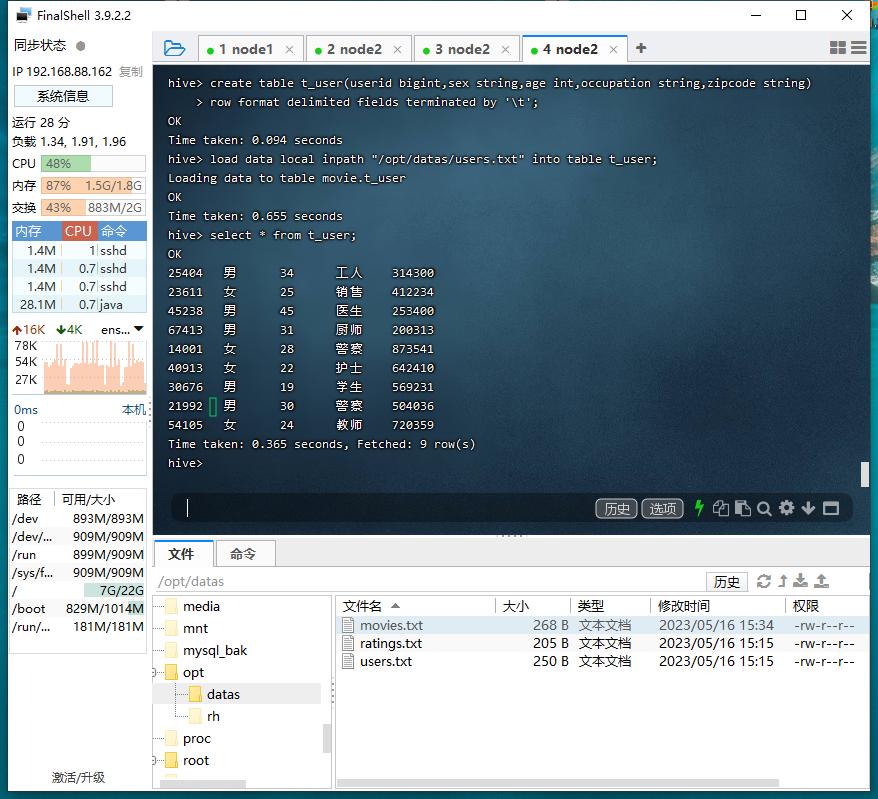 FinalShell 3.9.2.2
同步状态
IP 192.168.88.162 复制
系统信息
运行 28 分
负载 1.34, 1.91, 1.96
CPU 48%
内存 87% 1.5G/1.8G
交换 43% 883M/2G
内存 CPU 命令
1.4M 1 sshd
1.4M 0.7 sshd
1.4M 0.7 sshd
28.1M 0.7 java
16K 4K ens...
78K
54K
27K
0ms 本机
0
0
0
路径 可用/大小
/dev 893M/893M
/dev/... 909M/909M
/run 899M/909M
/sys/f... 909M/909M
/ 7G/22G
/boot 829M/1014M
/run/... 181M/181M
激活/升级
1 node1 2 node2 3 node2 4 node2
hive> create table t_user(userid bigint,sex string,age int,occupation string,zipcode string)
> row format delimited fields terminated by '\t';
OK
Time taken: 0.094 seconds
hive> load data local inpath "/opt/datas/users.txt" into table t_user;
Loading data to table movie.t_user
OK
Time taken: 0.655 seconds
hive> select * from t_user;
OK
25404 男 34 工人 314300
23611 女 25 销售 412234
45238 男 45 医生 253400
67413 男 31 厨师 200313
14001 女 28 警察 873541
40913 女 22 护士 642410
30676 男 19 学生 569231
21992 男 30 警察 504036
54105 女 24 教师 720359
Time taken: 0.365 seconds, Fetched: 9 row(s)
hive>
历史 选项
文件 命令
/opt/datas 历史
media
mnt
mysql_bak
opt
datas
rh
proc
root
文件名 大小 类型 修改时间 权限
movies.txt 268 B 文本文档 2023/05/16 15:34 -rw-r--r--
ratings.txt 205 B 文本文档 2023/05/16 15:15 -rw-r--r--
users.txt 250 B 文本文档 2023/05/16 15:15 -rw-r--r--